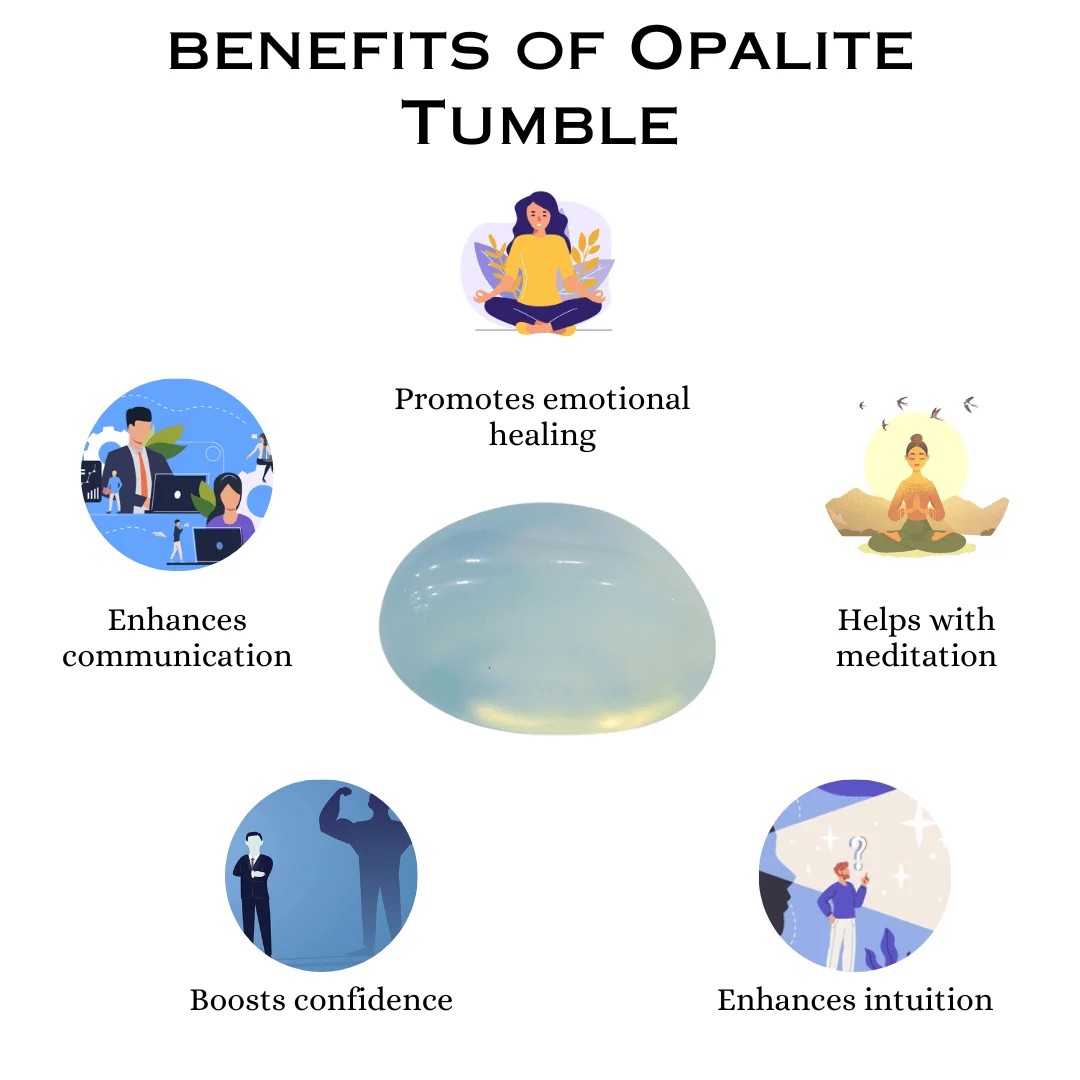 BENEFITS OF OPALITE
TUMBLE
Promotes emotional
healing
Enhances
communication
Helps with
meditation
Boosts confidence
Enhances intuition